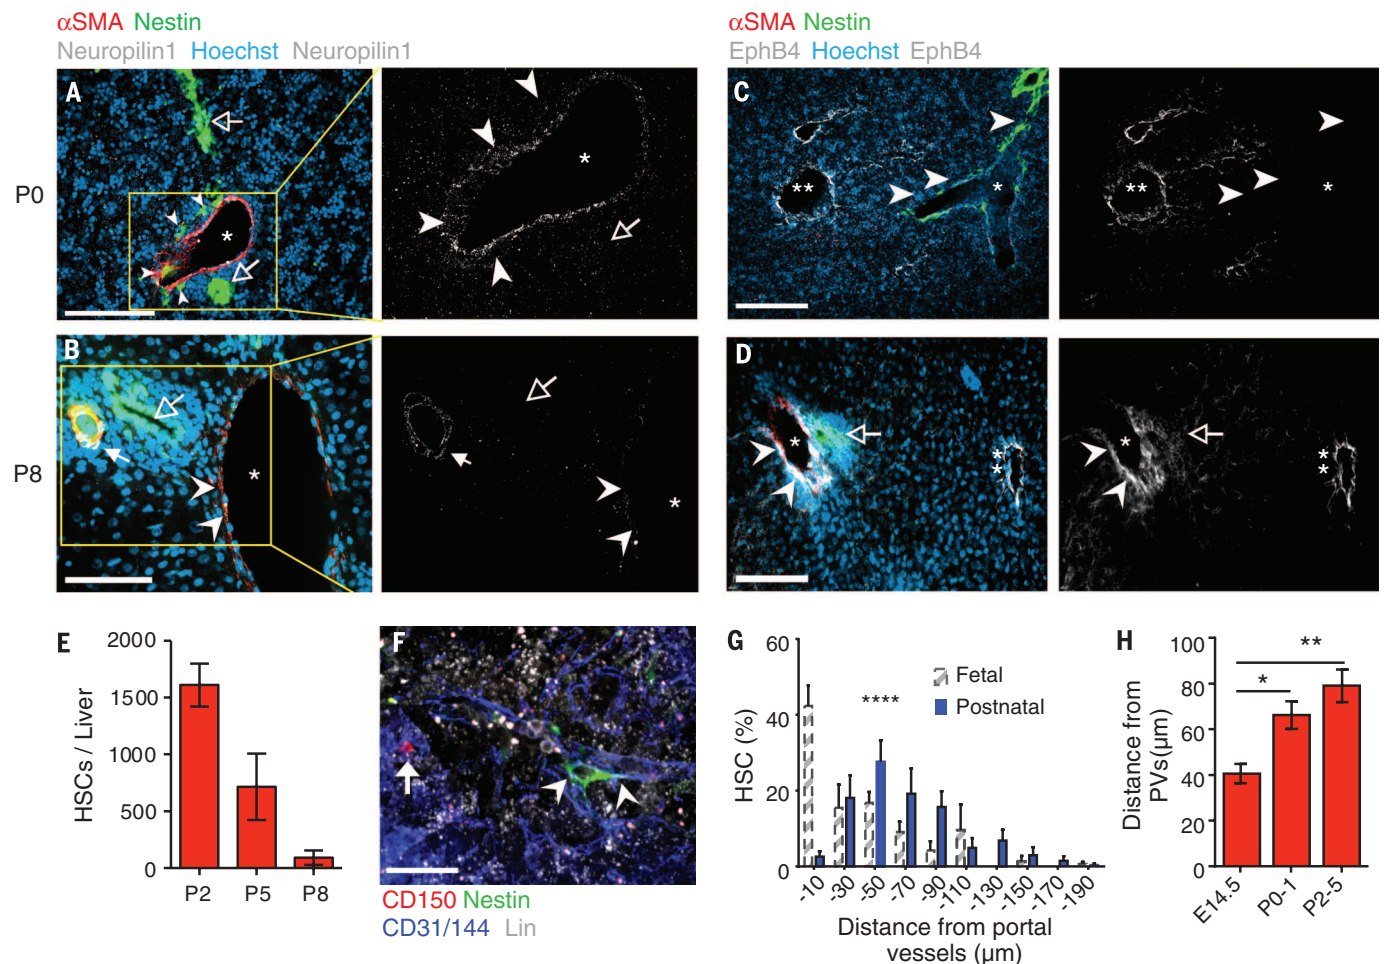 αSMA Nestin
Neuropilin1 Hoechst Neuropilin1
αSMA Nestin
EphB4 Hoechst EphB4
P0
A
*
*
C
**
*
**
*
P8
B
*
*
D
*
**
*
**
E
HSCs / Liver
2000
1500
1000
500
0
P2 P5 P8
F
CD150 Nestin
CD31/144 Lin
G
HSC (%)
60
40
20
0
****
Fetal
Postnatal
-10 -30 -50 -70 -90 -110 -130 -150 -170 -190
Distance from portal
vessels (μm)
H
Distance from
PVs(μm)
100
80
60
40
20
0
**
*
E14.5 P0-1 P2-5